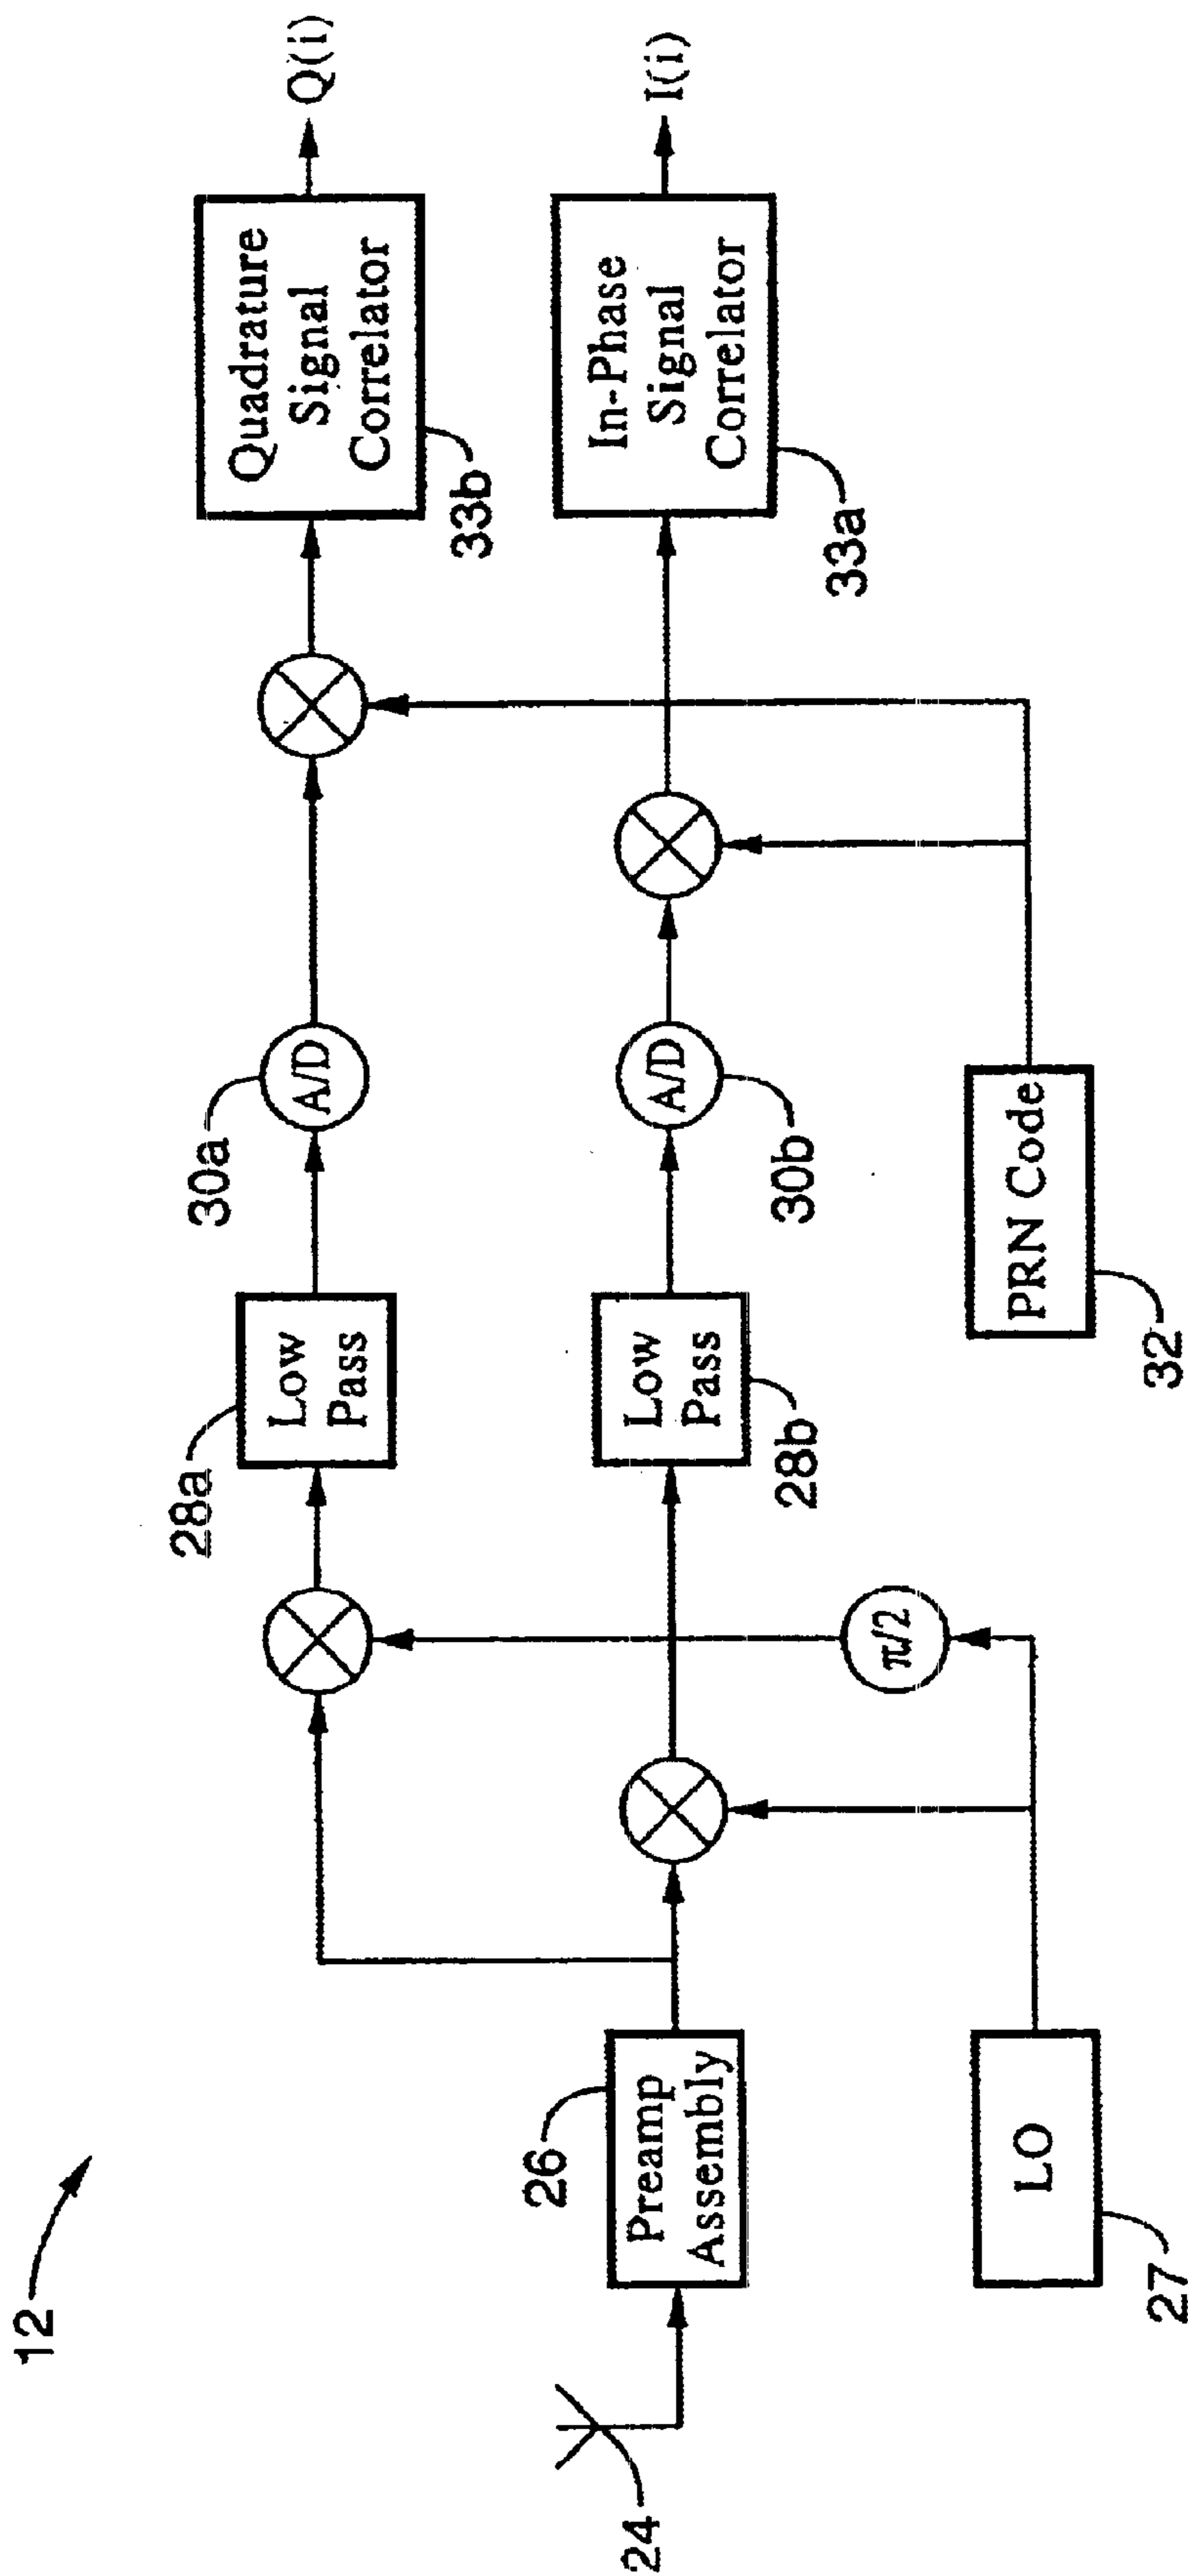 12
24
26
Preamp
Assembly
LO
27
π/2
28a
Low
Pass
28b
Low
Pass
30a
A/D
30b
A/D
PRN Code
32
Quadrature
Signal
Correlator
33b
Q(i)
In-Phase
Signal
Correlator
33a
I(i)